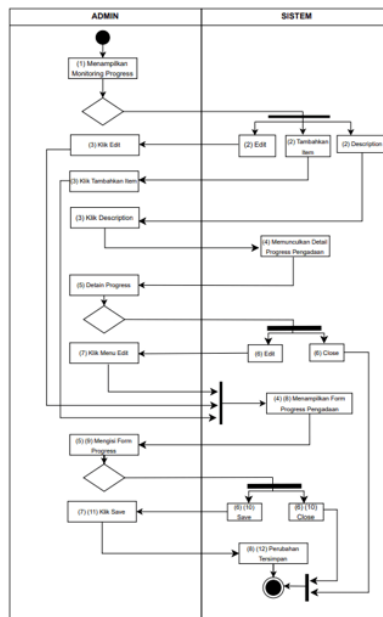 ADMIN
SISTEM
(1) Menampilkan
Monitoring Progress
(3) Klik Edit
(2) Edit
(2) Tambahkan
Item
(2) Description
(3) Klik Tambahkan Item
(3) Klik Description
(4) Memunculkan Detail
Progress Pengadaan
(5) Detain Progress
(6) Edit
(6) Close
(7) Klik Menu Edit
(4) (8) Menampilkan Form
Progress Pengadaan
(5) (9) Mengisi Form
Progress
(6) (10)
Save
(6) (10)
Close
(7) (11) Klik Save
(8) (12) Perubahan
Tersimpan